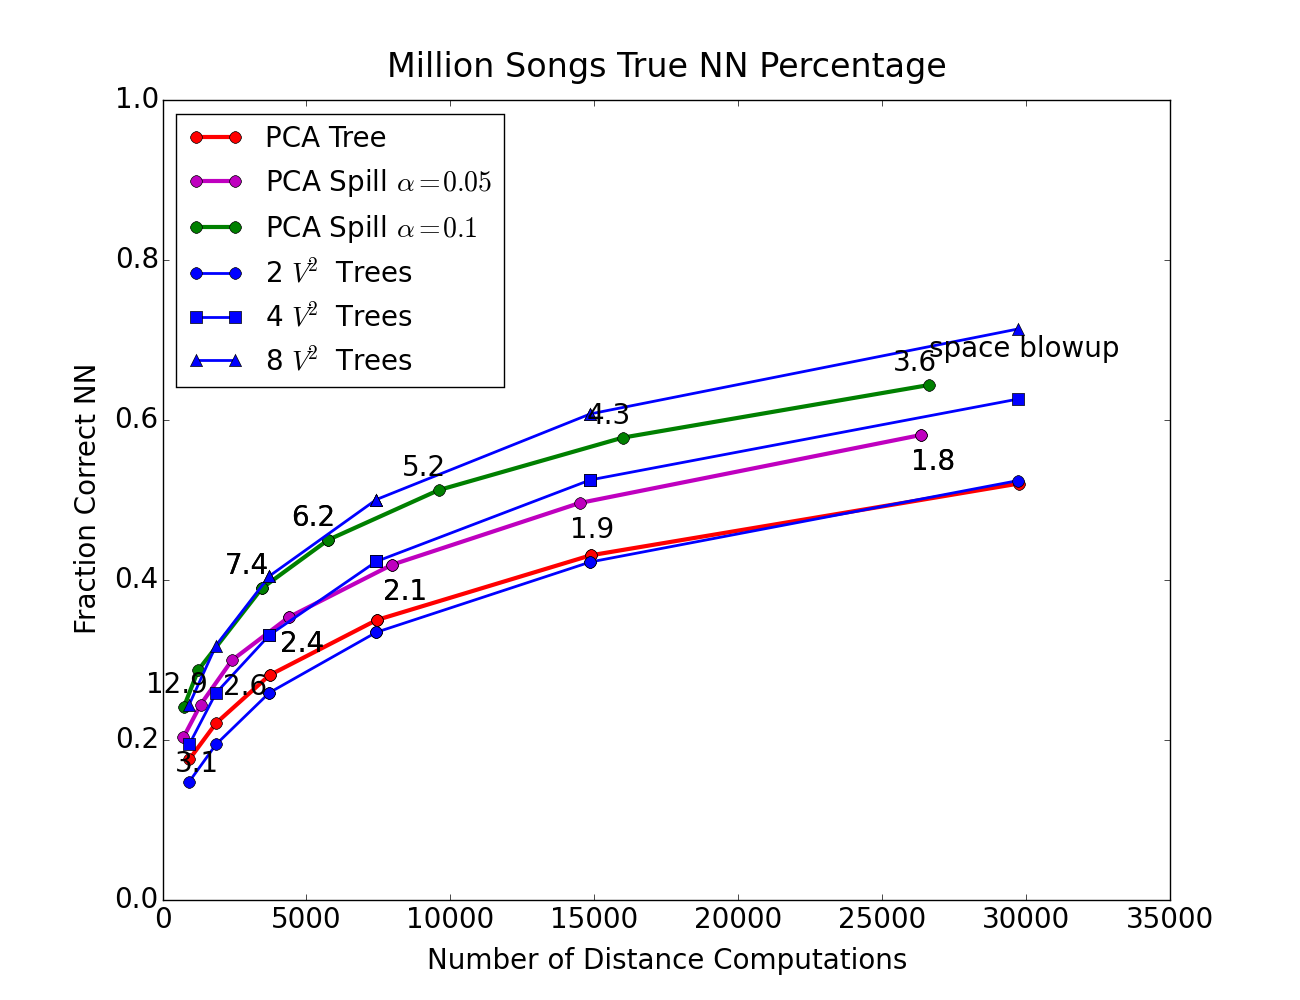 Million Songs True NN Percentage
1.0
0.8
0.6
0.4
0.2
0.0
Fraction Correct NN
PCA Tree
PCA Spill α=0.05
PCA Spill α=0.1
2 V² Trees
4 V² Trees
8 V² Trees
space blowup
3.6
4.3
5.2
1.8
6.2
1.9
7.4
2.1
2.4
12.9
2.6
3.1
0
5000
10000
15000
20000
25000
30000
35000
Number of Distance Computations